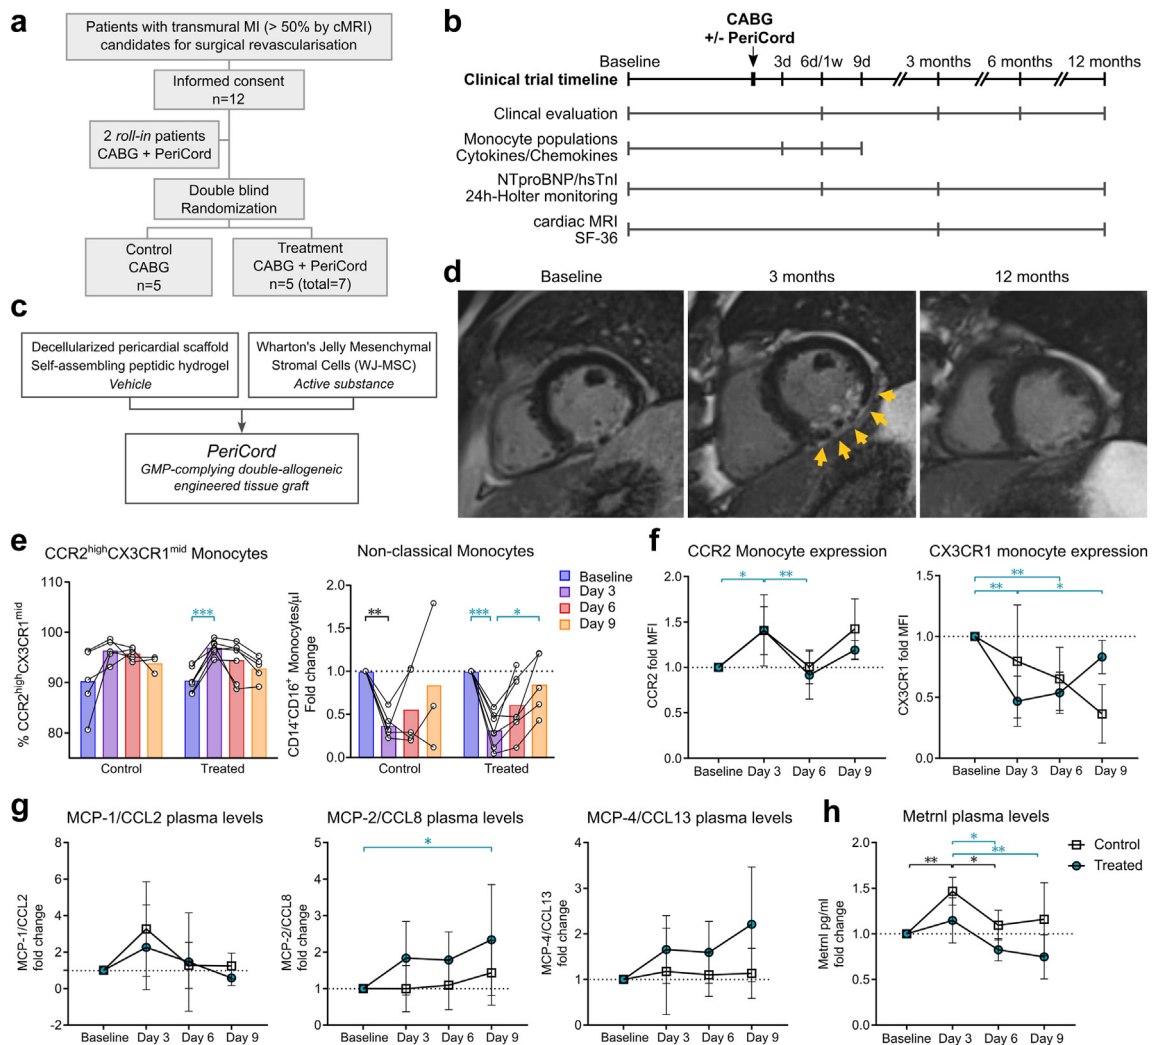 a
Patients with transmural MI (> 50% by cMRI)
candidates for surgical revascularisation
Informed consent
n=12
2 roll-in patients
CABG + PeriCord
Double blind
Randomization
Control
CABG
n=5
Treatment
CABG + PeriCord
n=5 (total=7)
b
CABG
+/- PeriCord
Baseline
3d
6d/1w
9d
3 months
6 months
12 months
Clinical trial timeline
Clincal evaluation
Monocyte populations
Cytokines/Chemokines
NTproBNP/hsTnI
24h-Holter monitoring
cardiac MRI
SF-36
c
Decellularized pericardial scaffold
Self-assembling peptidic hydrogel
Vehicle
Wharton's Jelly Mesenchymal
Stromal Cells (WJ-MSC)
Active substance
PeriCord
GMP-complying double-allogeneic
engineered tissue graft
d
Baseline
3 months
12 months
e
CCR2highCX3CR1mid Monocytes
% CCR2highCX3CR1mid
110
100
90
80
***
Control
Treated
Non-classical Monocytes
CD14-CD16+ Monocytes/µl
Fold change
2.0
1.5
1.0
0.5
0.0
**
***
*
Control
Treated
Baseline
Day 3
Day 6
Day 9
f
CCR2 Monocyte expression
CCR2 fold MFI
2.0
1.5
1.0
0.5
0.0
*
**
Baseline
Day 3
Day 6
Day 9
CX3CR1 monocyte expression
CX3CR1 fold MFI
1.5
1.0
0.5
0.0
**
**
*
Baseline
Day 3
Day 6
Day 9
g
MCP-1/CCL2 plasma levels
MCP-1/CCL2
fold change
8
6
4
2
0
-2
Baseline
Day 3
Day 6
Day 9
MCP-2/CCL8 plasma levels
MCP-2/CCL8
fold change
5
4
3
2
1
0
*
Baseline
Day 3
Day 6
Day 9
MCP-4/CCL13 plasma levels
MCP-4/CCL13
fold change
4
3
2
1
0
Baseline
Day 3
Day 6
Day 9
h
Metrnl plasma levels
Metrnl pg/ml
fold change
2.0
1.5
1.0
0.5
0.0
*
**
**
*
Control
Treated
Baseline
Day 3
Day 6
Day 9